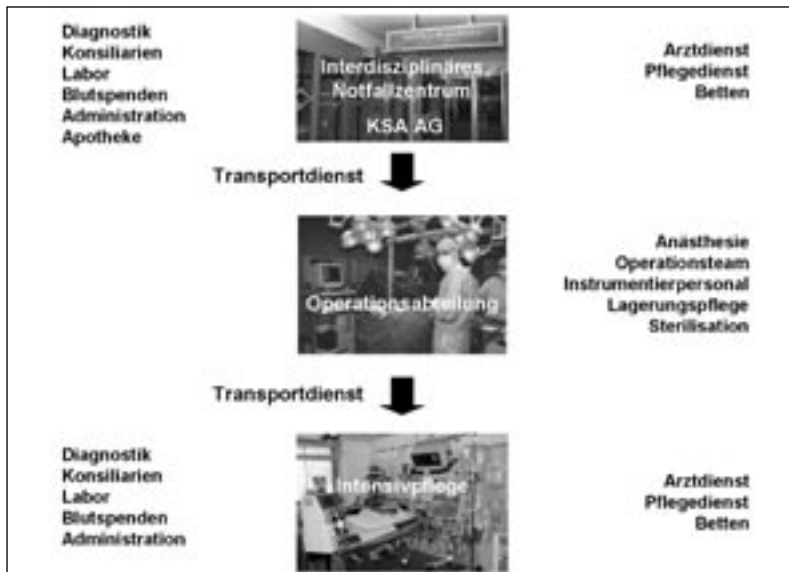 Diagnostik
Konsiliarien
Labor
Blutspenden
Administration
Apotheke
Interdisziplinäres
Notfallzentrum
KSA AG
Arztdienst
Pflegedienst
Betten
Transportdienst
Operationsabteilung
Anästhesie
Operationsteam
Instrumentierpersonal
Lagerungspflege
Sterilisation
Transportdienst
Diagnostik
Konsiliarien
Labor
Blutspenden
Administration
Intensivpflege
Arztdienst
Pflegedienst
Betten